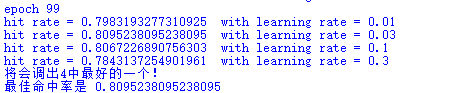 epoch 99
hit rate = 0.7983193277310925  with learning rate = 0.01
hit rate = 0.8095238095238095  with learning rate = 0.03
hit rate = 0.8067226890756303  with learning rate = 0.1
hit rate = 0.7843137254901961  with learning rate = 0.3
将会调出4中最好的一个！
最佳命中率是 0.8095238095238095